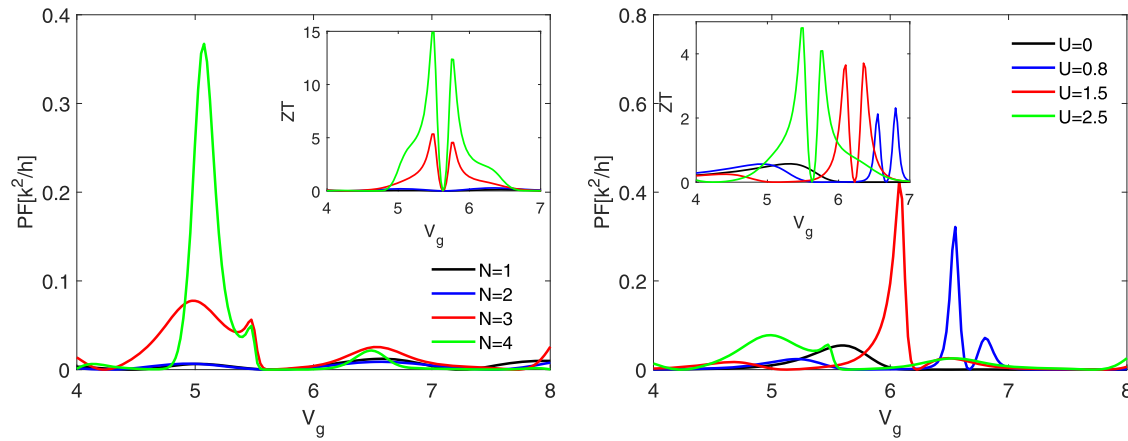 0.4
0.3
0.2
0.1
0
PF[k²/h]
4 5 6 7 8
V_g
15
10
5
0
ZT
4 5 6 7
V_g
N=1
N=2
N=3
N=4
0.8
0.6
0.4
0.2
0
PF[k²/h]
4 5 6 7 8
V_g
4
2
0
ZT
4 5 6 7
V_g
U=0
U=0.8
U=1.5
U=2.5